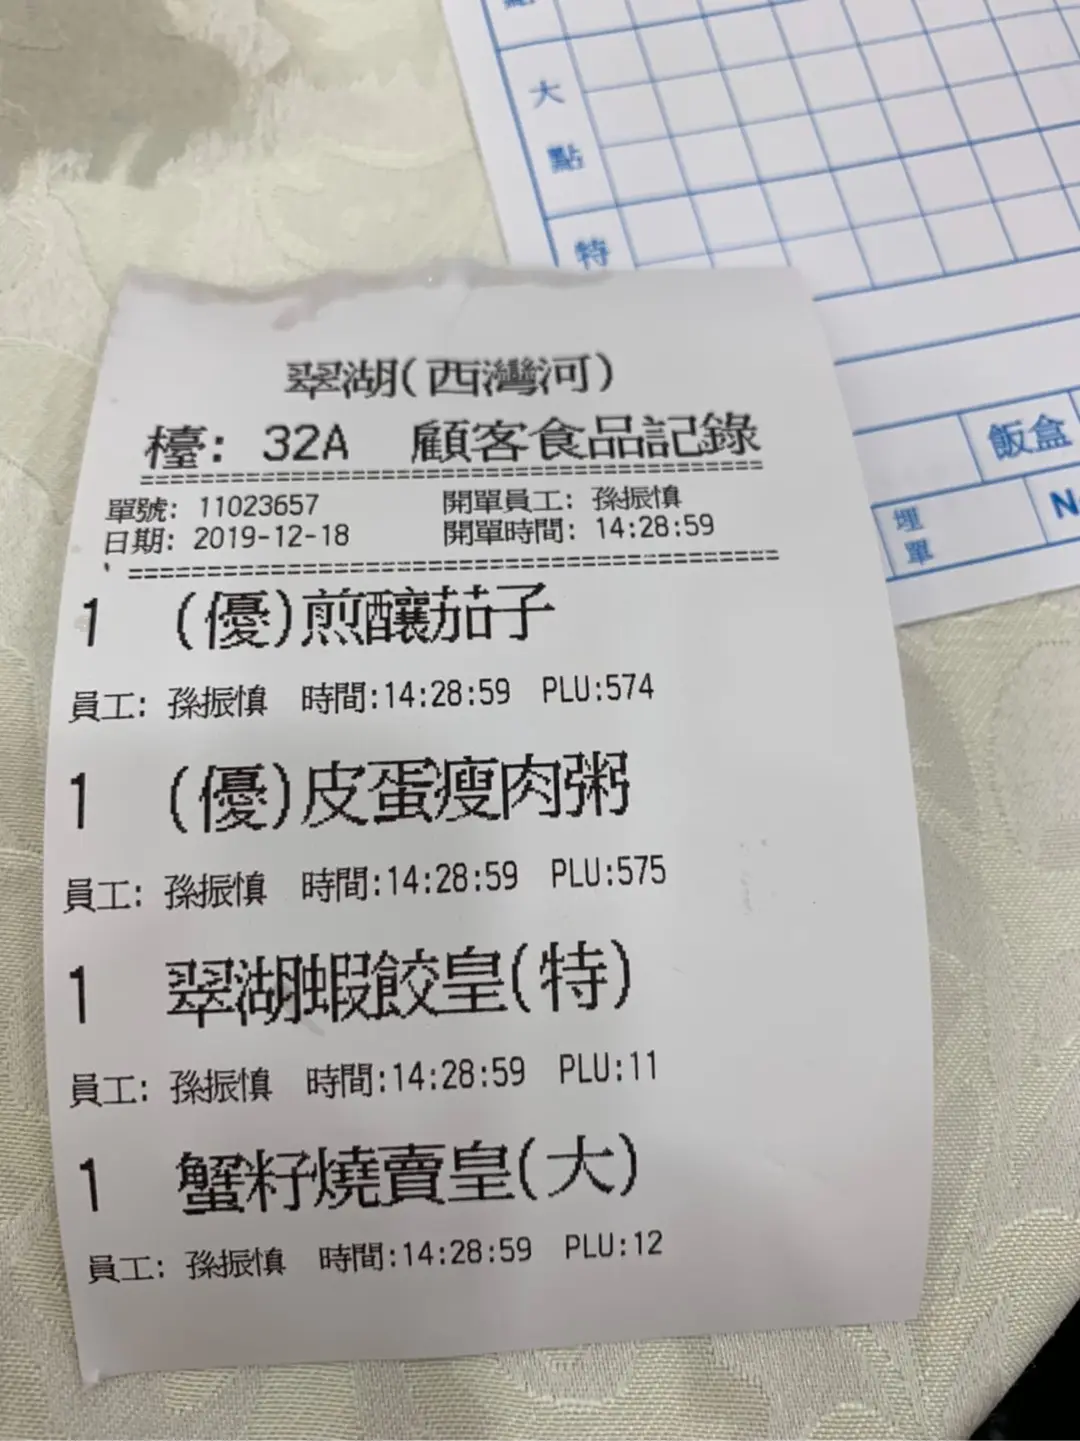 大
點
特
飯盒
埋
單
翠湖(西灣河)
檯: 32A 顧客食品記錄
單號: 11023657 開單員工: 孫振慎
日期: 2019-12-18 開單時間: 14:28:59
1 (優)煎釀茄子
員工: 孫振慎 時間:14:28:59 PLU:574
1 (優)皮蛋瘦肉粥
員工: 孫振慎 時間:14:28:59 PLU:575
1 翠湖蝦餃皇(特)
員工: 孫振慎 時間:14:28:59 PLU:11
1 蟹籽燒賣皇(大)
員工: 孫振慎 時間:14:28:59 PLU:12